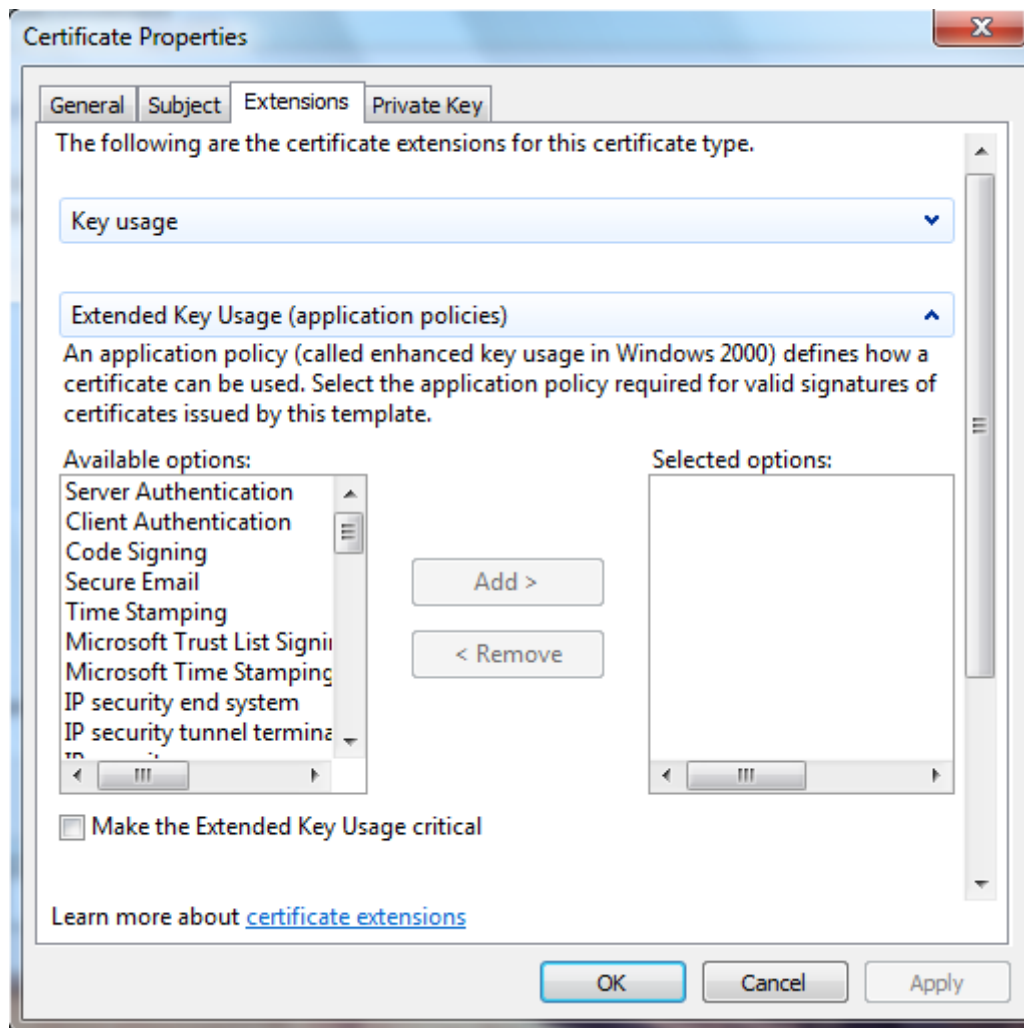 Certificate Properties
General Subject Extensions Private Key
The following are the certificate extensions for this certificate type.
Key usage
Extended Key Usage (application policies)
An application policy (called enhanced key usage in Windows 2000) defines how a
certificate can be used. Select the application policy required for valid signatures of
certificates issued by this template.
Available options:
Selected options:
Server Authentication
Client Authentication
Code Signing
Secure Email
Time Stamping
Microsoft Trust List Signi
Microsoft Time Stamping
IP security end system
IP security tunnel termina
Add >
< Remove
Make the Extended Key Usage critical
Learn more about certificate extensions
OK Cancel Apply